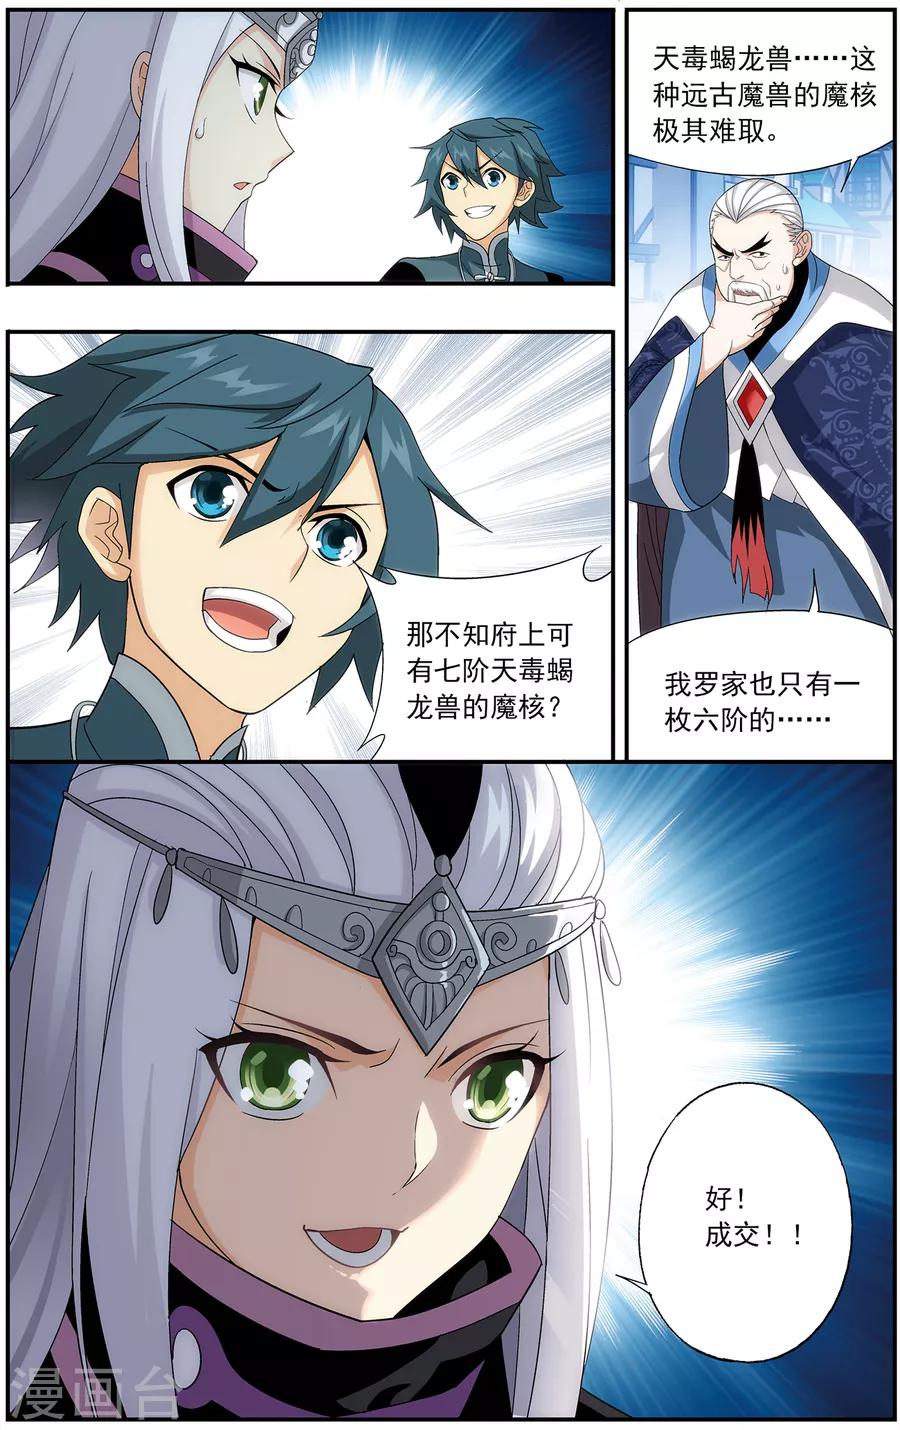 那不知府上可
有七阶天毒蝎
龙兽的魔核？
天毒蝎龙兽……这
种远古魔兽的魔核
极其难取。
我罗家也只有一
枚六阶的……
好！
成交！！
漫画台